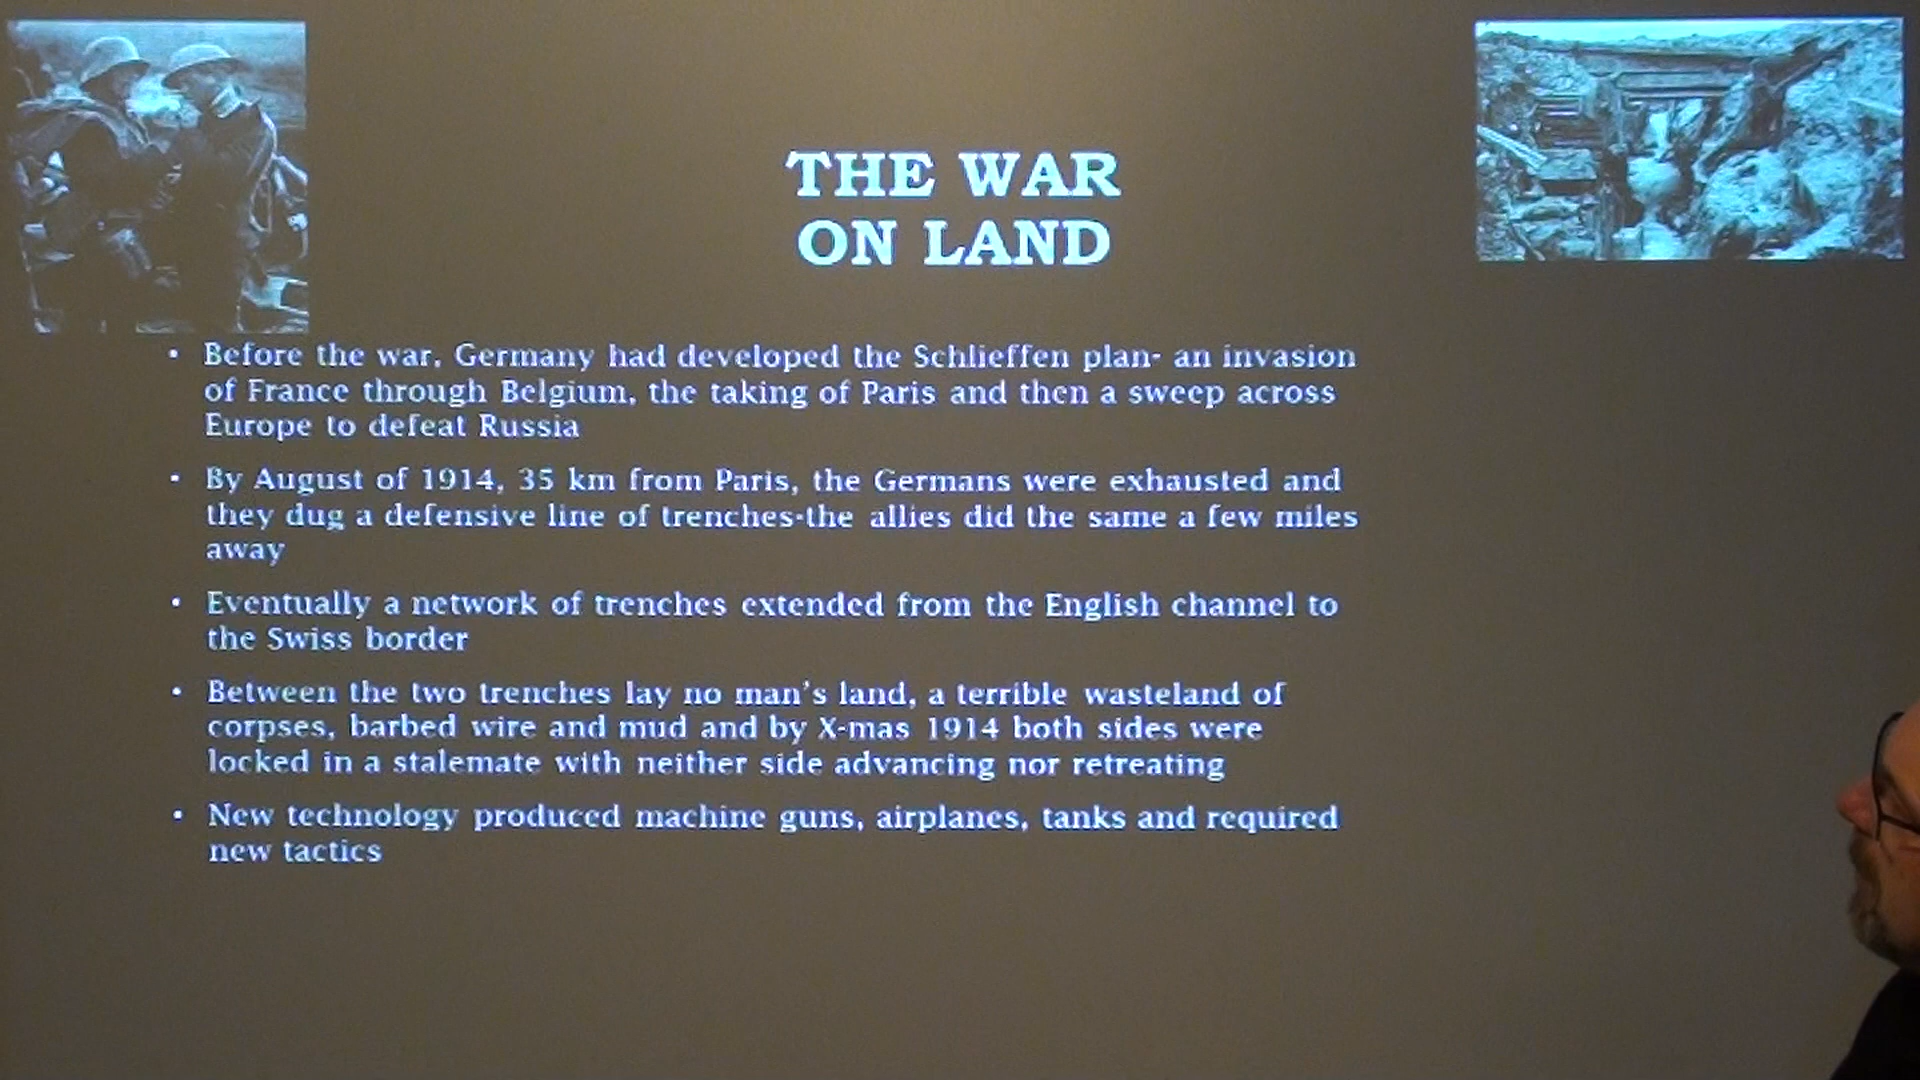 THE WAR
ON LAND
• Before the war, Germany had developed the Schlieffen plan- an invasion
of France through Belgium, the taking of Paris and then a sweep across
Europe to defeat Russia
• By August of 1914, 35 km from Paris, the Germans were exhausted and
they dug a defensive line of trenches-the allies did the same a few miles
away
• Eventually a network of trenches extended from the English channel to
the Swiss border
• Between the two trenches lay no man's land, a terrible wasteland of
corpses, barbed wire and mud and by X-mas 1914 both sides were
locked in a stalemate with neither side advancing nor retreating
• New technology produced machine guns, airplanes, tanks and required
new tactics